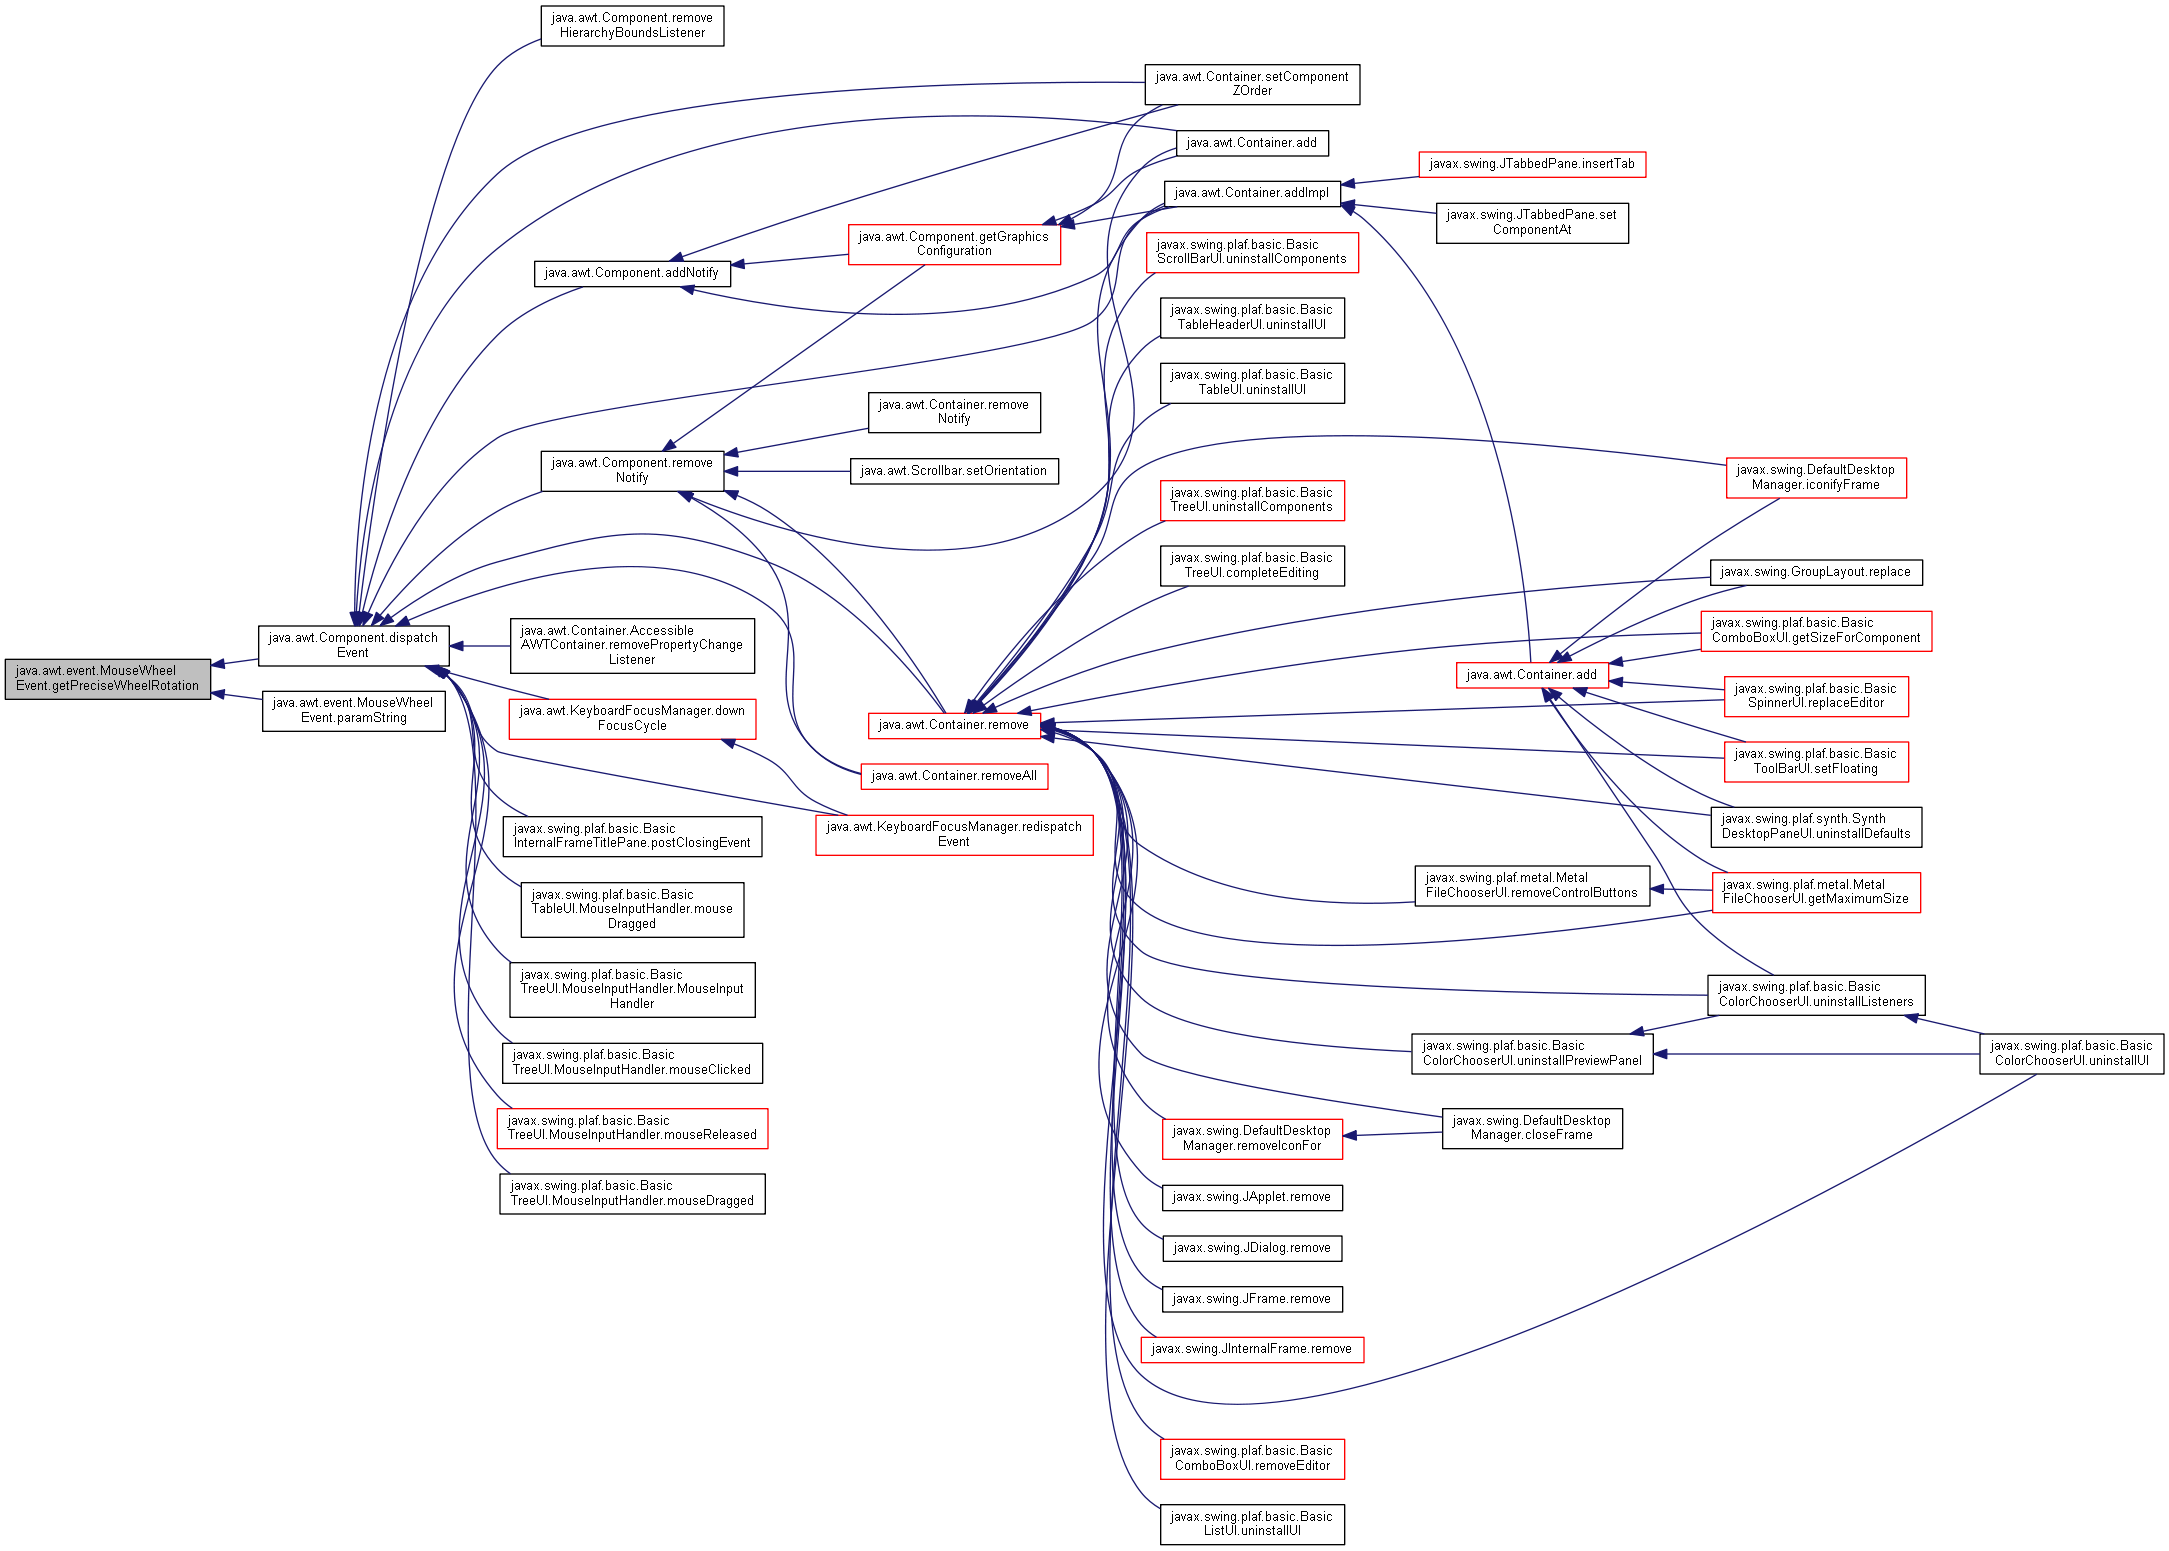 java.awt.Component.remove
HierarchyBoundsListener
java.awt.Container.setComponent
ZOrder
java.awt.Container.add
javax.swing.JTabbedPane.insertTab
java.awt.Container.addImpl
javax.swing.JTabbedPane.set
ComponentAt
java.awt.Component.getGraphics
Configuration
javax.swing.plaf.basic.Basic
ScrollBarUI.uninstallComponents
java.awt.Component.addNotify
javax.swing.plaf.basic.Basic
TableHeaderUI.uninstallUI
javax.swing.plaf.basic.Basic
TableUI.uninstallUI
java.awt.Container.remove
Notify
java.awt.Component.remove
Notify
java.awt.Scrollbar.setOrientation
javax.swing.DefaultDesktop
Manager.iconifyFrame
javax.swing.plaf.basic.Basic
TreeUI.uninstallComponents
javax.swing.plaf.basic.Basic
TreeUI.completeEditing
javax.swing.GroupLayout.replace
java.awt.Component.dispatch
Event
java.awt.Container.Accessible
AWTContainer.removePropertyChange
Listener
javax.swing.plaf.basic.Basic
ComboBoxUI.getSizeForComponent
java.awt.event.MouseWheel
Event.getPreciseWheelRotation
java.awt.Container.add
java.awt.event.MouseWheel
Event.paramString
java.awt.KeyboardFocusManager.down
FocusCycle
java.awt.Container.remove
javax.swing.plaf.basic.Basic
SpinnerUI.replaceEditor
javax.swing.plaf.basic.Basic
ToolBarUI.setFloating
java.awt.Container.removeAll
javax.swing.plaf.basic.Basic
InternalFrameTitlePane.postClosingEvent
java.awt.KeyboardFocusManager.redispatch
Event
javax.swing.plaf.synth.Synth
DesktopPaneUI.uninstallDefaults
javax.swing.plaf.basic.Basic
TableUI.MouseInputHandler.mouse
Dragged
javax.swing.plaf.metal.Metal
FileChooserUI.removeControlButtons
javax.swing.plaf.metal.Metal
FileChooserUI.getMaximumSize
javax.swing.plaf.basic.Basic
TreeUI.MouseInputHandler.MouseInput
Handler
javax.swing.plaf.basic.Basic
ColorChooserUI.uninstallListeners
javax.swing.plaf.basic.Basic
TreeUI.MouseInputHandler.mouseClicked
javax.swing.plaf.basic.Basic
ColorChooserUI.uninstallPreviewPanel
javax.swing.plaf.basic.Basic
ColorChooserUI.uninstallUI
javax.swing.plaf.basic.Basic
TreeUI.MouseInputHandler.mouseReleased
javax.swing.DefaultDesktop
Manager.removeIconFor
javax.swing.DefaultDesktop
Manager.closeFrame
javax.swing.plaf.basic.Basic
TreeUI.MouseInputHandler.mouseDragged
javax.swing.JApplet.remove
javax.swing.JDialog.remove
javax.swing.JFrame.remove
javax.swing.JInternalFrame.remove
javax.swing.plaf.basic.Basic
ComboBoxUI.removeEditor
javax.swing.plaf.basic.Basic
ListUI.uninstallUI